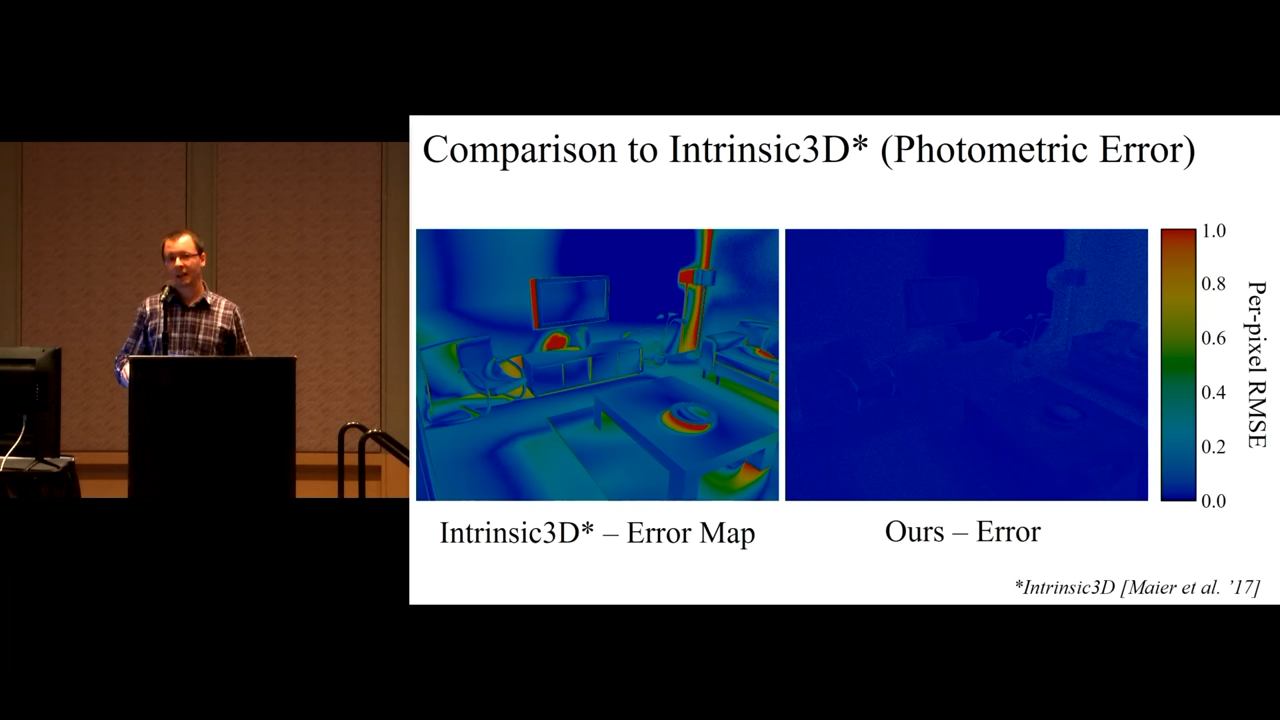 Comparison to Intrinsic3D* (Photometric Error)
1.0
0.8
0.6
0.4
0.2
0.0
Per-pixel RMSE
Intrinsic3D* – Error Map
Ours – Error
*Intrinsic3D [Maier et al. ’17]